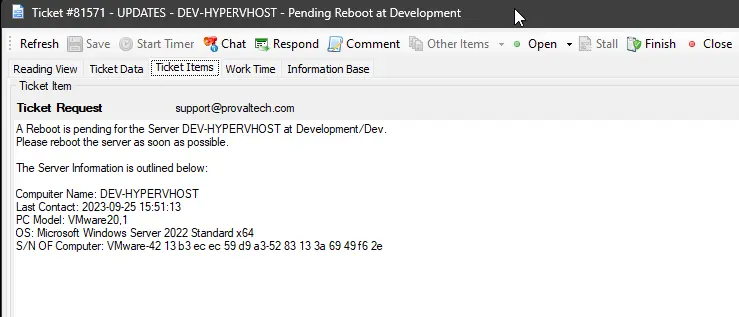 Ticket #81571 - UPDATES - DEV-HYPERVHOST - Pending Reboot at Development
Refresh Save Start Timer Chat Respond Comment Other Items Open Stall Finish Close
Reading View Ticket Data Ticket Items Work Time Information Base
Ticket Item
Ticket Request support@provaltech.com
A Reboot is pending for the Server DEV-HYPERVHOST at Development/Dev.
Please reboot the server as soon as possible.
The Server Information is outlined below:
Compuiter Name: DEV-HYPERVHOST
Last Contact: 2023-09-25 15:51:13
PC Model: VMware20,1
OS: Microsoft Windows Server 2022 Standard x64
S/N OF Computer: VMware-42 13 b3 ec ec 59 d9 a3-52 83 13 3a 69 49 f6 2e